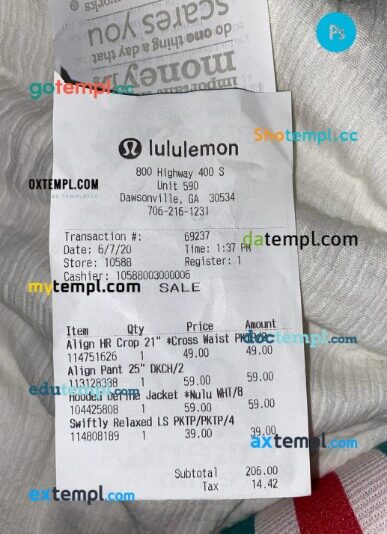 scares you
do one thing a day that
money
important
Ps
gotempl.cc
lululemon
Shotempl.cc
800 Highway 400 S
Unit 590
OXTEMPL.COM
Dawsonville, GA 30534
706-216-1231
Transaction #: 69237
Date: 6/7/20 Time: 1:37 PM
datempl.com
Store: 10588 Register: 1
Cashier: 10588003000006
mytempl.com
SALE
Item Qty Price Amount
Align HR Crop 21" *Cross Waist
okatempl.com
114751626 1 49.00 49.00
Align Pant 25" DKCH/2
113128338 1 59.00 59.00
edutempl.com
Hooded Define Jacket *Nulu WHT/8
104425808 1 59.00 59.00
Swiftly Relaxed LS PKTP/PKTP/4
114808189 1 39.00 39.00
axtempl.com
Subtotal 206.00
Tax 14.42
extempl.com